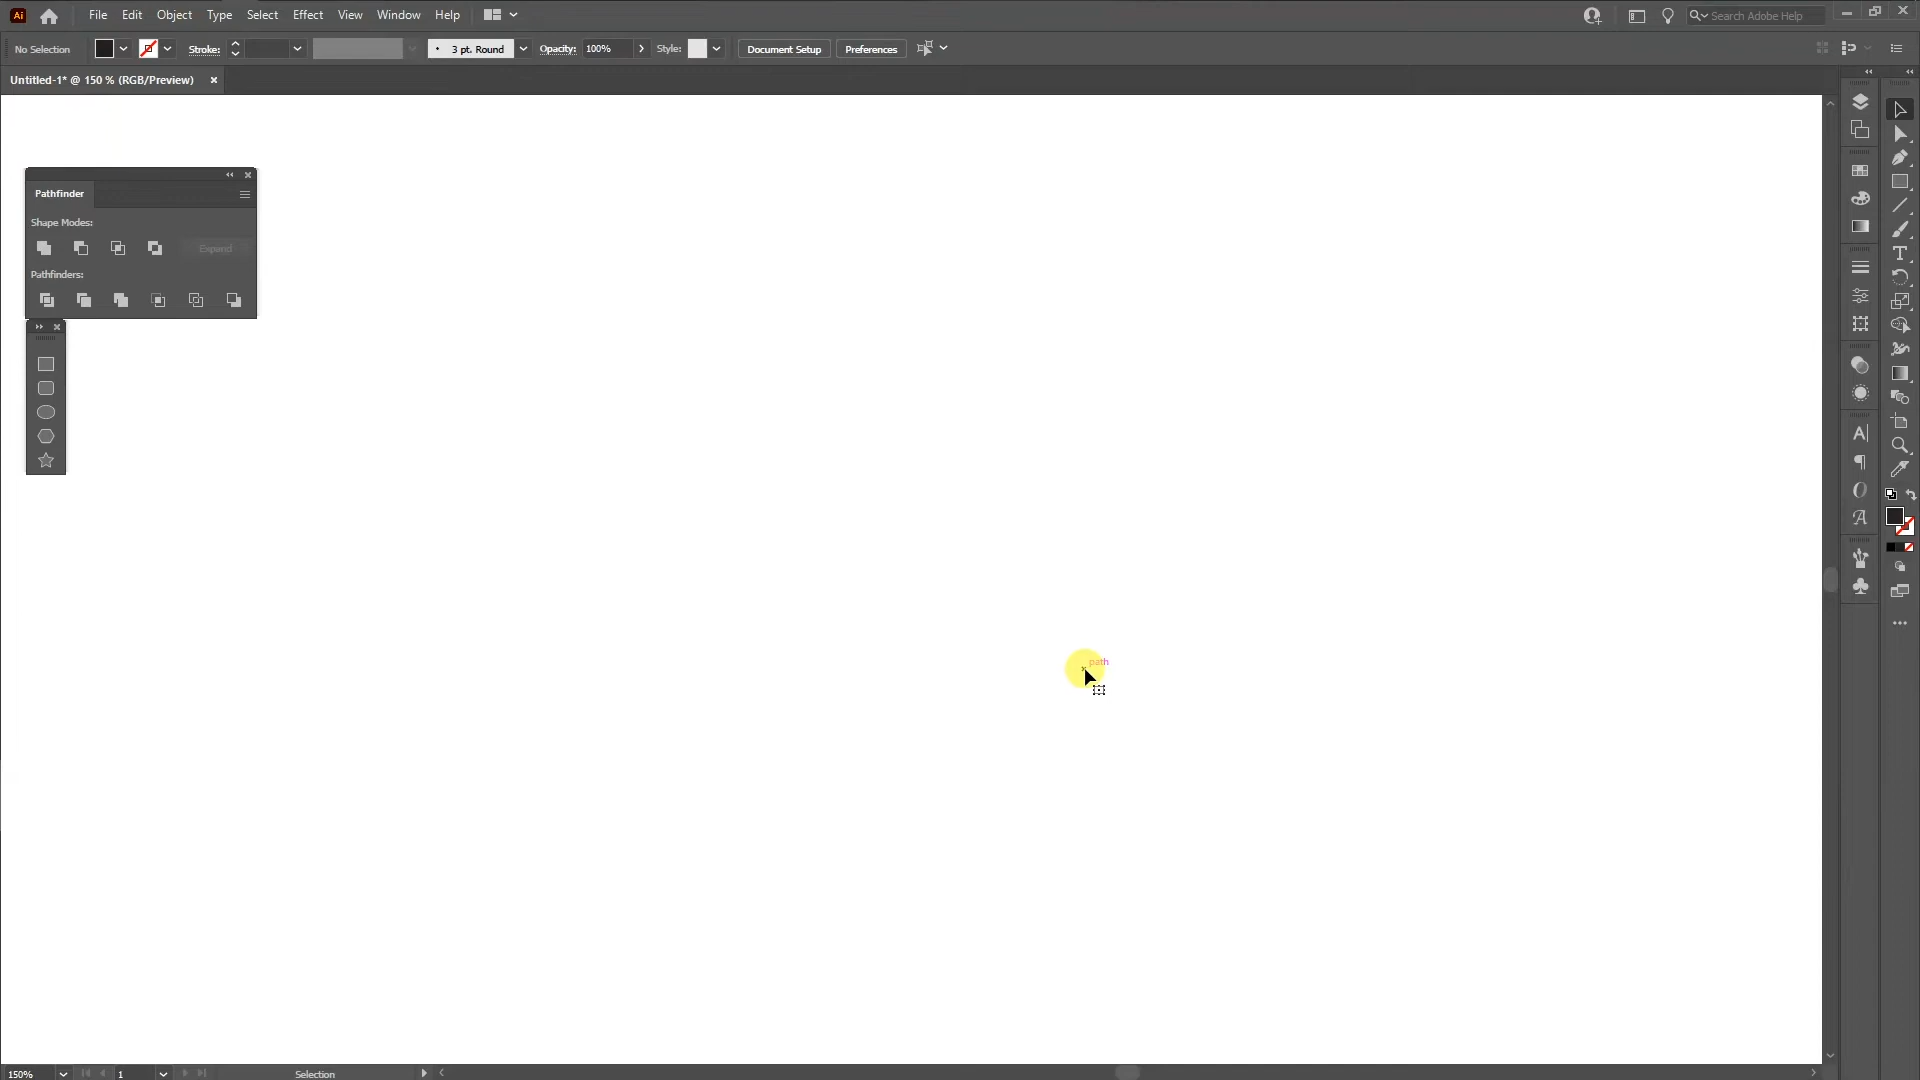 Ai File Edit Object Type Select Effect View Window Help Search Adobe Help
No Selection Stroke: 3 pt. Round Opacity: 100% Style: Document Setup Preferences
Untitled-1* @ 150 % (RGB/Preview)
Pathfinder
Shape Modes:
Expand
Pathfinders:
path
150% 1 Selection